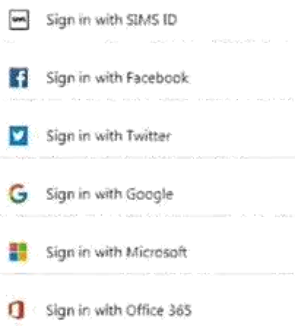 SIMS
Sign in with SIMS ID
Sign in with Facebook
Sign in with Twitter
Sign in with Google
Sign in with Microsoft
Sign in with Office 365